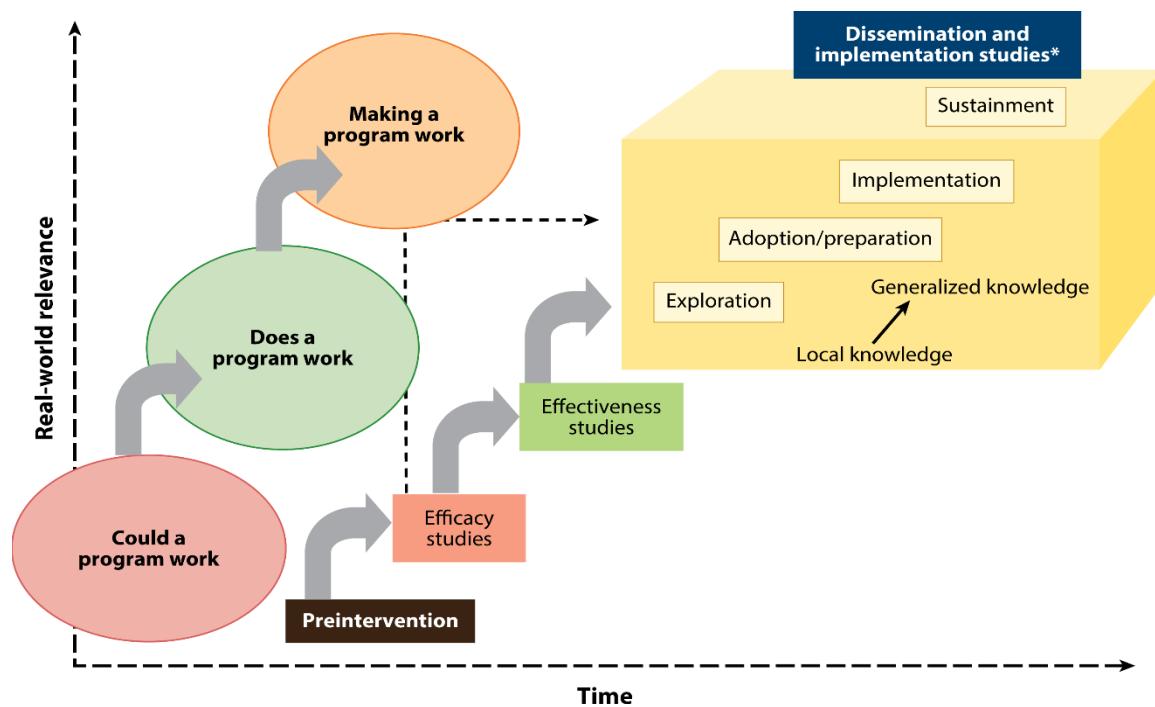 Dissemination and
implementation studies*
Sustainment
Making a
program work
Implementation
Adoption/preparation
Generalized knowledge
Exploration
Local knowledge
Does a
program work
Effectiveness
studies
Efficacy
studies
Could a
program work
Preintervention
Real-world relevance
Time